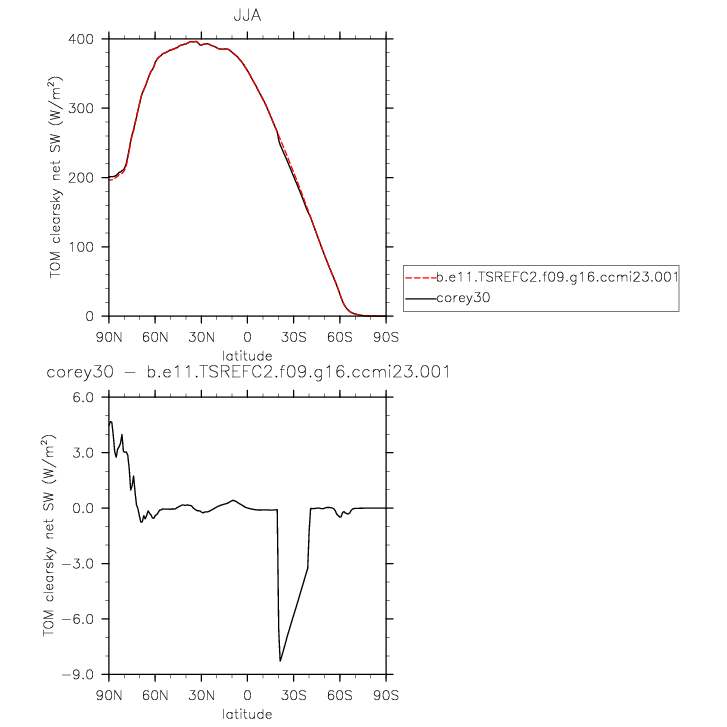 JJA
TOM clearsky net SW (W/m²)
400
300
200
100
0
90N 60N 30N 0 30S 60S 90S
latitude
b.e11.TSREFC2.f09.g16.ccmi23.001
corey30
corey30 − b.e11.TSREFC2.f09.g16.ccmi23.001
TOM clearsky net SW (W/m²)
6.0
3.0
0.0
−3.0
−6.0
−9.0
90N 60N 30N 0 30S 60S 90S
latitude